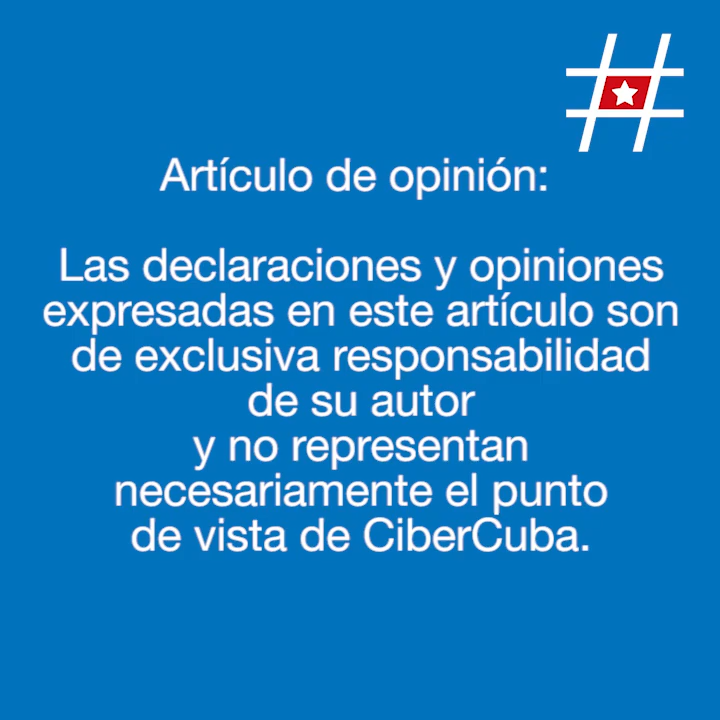 Artículo de opinión:
Las declaraciones y opiniones
expresadas en este artículo son
de exclusiva responsabilidad
de su autor
y no representan
necesariamente el punto
de vista de CiberCuba.